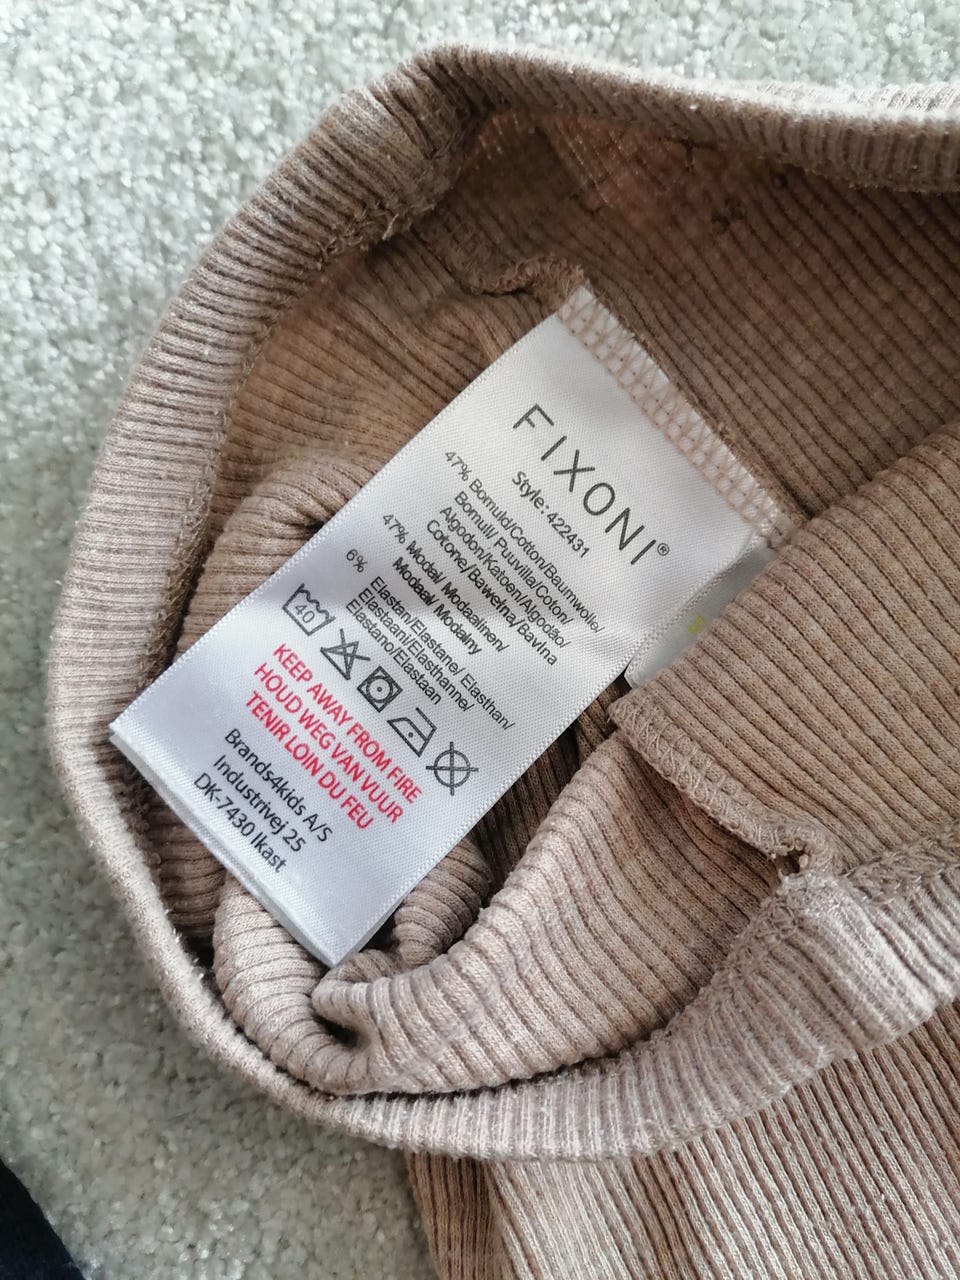 FIXONI®
Style: 422431
47% Bomuld/Cotton/Baumwolle/
Bomull/ Puuvilla/Coton/
Algodon/Katoen/Algodão/
Cotone/Bawełna/Bavlna
47% Modal/ Modaalinen/
Modaal/ Modalny
6% Elastan/Elastane/ Elasthan/
Elastaani/Elasthanne/
Elastano/Elastaan
40
KEEP AWAY FROM FIRE
HOUD WEG VAN VUUR
TENIR LOIN DU FEU
Brands4kids A/S
Industrivej 25
DK-7430 Ikast